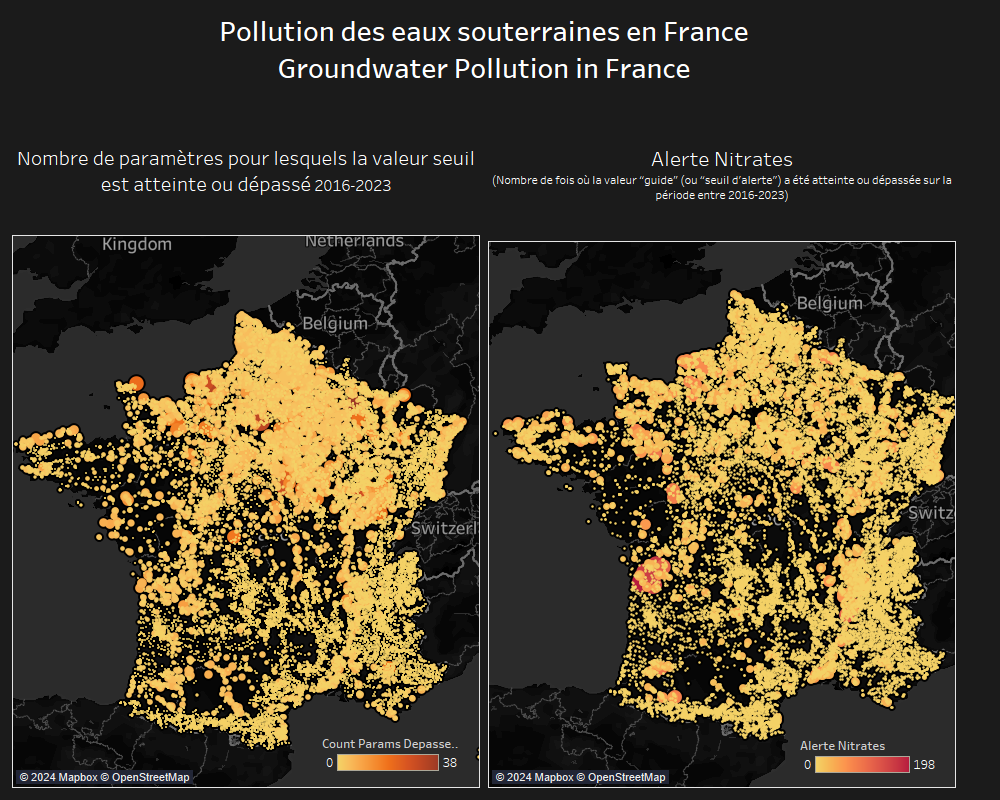 Pollution des eaux souterraines en France
Groundwater Pollution in France
Nombre de paramètres pour lesquels la valeur seuil
est atteinte ou dépassé 2016-2023
Alerte Nitrates
(Nombre de fois où la valeur “guide” (ou “seuil d’alerte”) a été atteinte ou dépassée sur la
période entre 2016-2023)
Kingdom
Netherlands
Belgium
Switzerl
Count Params Depasse..
0 38
© 2024 Mapbox © OpenStreetMap
Belgium
Switz
Alerte Nitrates
0 198
© 2024 Mapbox © OpenStreetMap